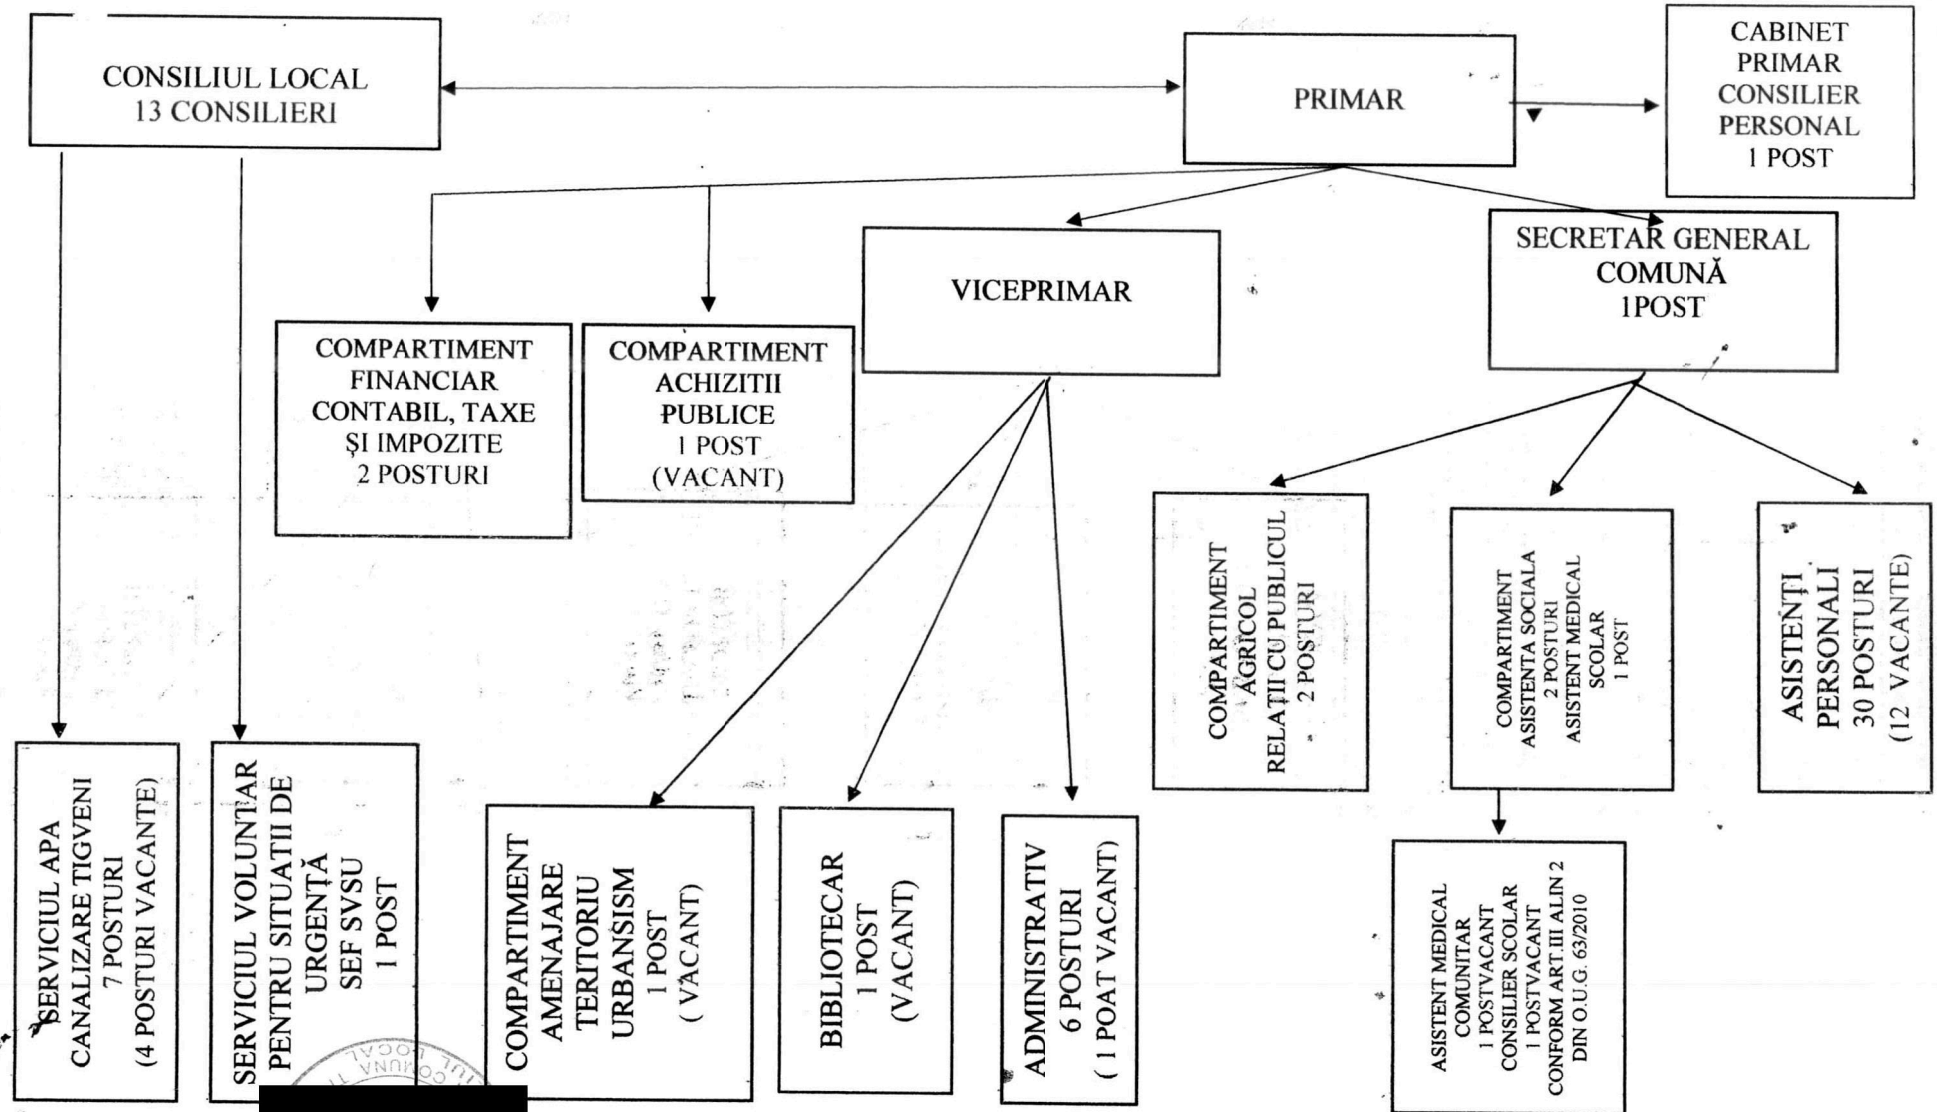 CONSILIUL LOCAL
13 CONSILIERI
PRIMAR
CABINET
PRIMAR
CONSILIER
PERSONAL
1 POST
VICEPRIMAR
SECRETAR GENERAL
COMUNĂ
1POST
COMPARTIMENT
FINANCIAR
CONTABIL, TAXE
ȘI IMPOZITE
2 POSTURI
COMPARTIMENT
ACHIZITII
PUBLICE
1 POST
(VACANT)
COMPARTIMENT
AGRICOL
RELAȚII CU PUBLICUL
2 POSTURI
COMPARTIMENT
ASISTENTA SOCIALA
2 POSTURI
ASISTENT MEDICAL
SCOLAR
1 POST
ASISTENȚI
PERSONALI
30 POSTURI
(12 VACANTE)
SERVICIUL APA
CANALIZARE TIGVENI
7 POSTURI
(4 POSTURI VACANTE)
SERVICIUL VOLUNTAR
PENTRU SITUATII DE
URGENȚĂ
SEF SVSU
1 POST
COMPARTIMENT
AMENAJARE
TERITORIU
URBANSISM
1 POST
( VACANT)
BIBLIOTECAR
1 POST
(VACANT)
ADMINISTRATIV
6 POSTURI
( 1 POAT VACANT)
ASISTENT MEDICAL
COMUNITAR
1 POSTVACANT
CONSILIER SCOLAR
1 POSTVACANT
CONFORM ART.III ALIN 2
DIN O.U.G. 63/2010
LOCAL
COMUNA